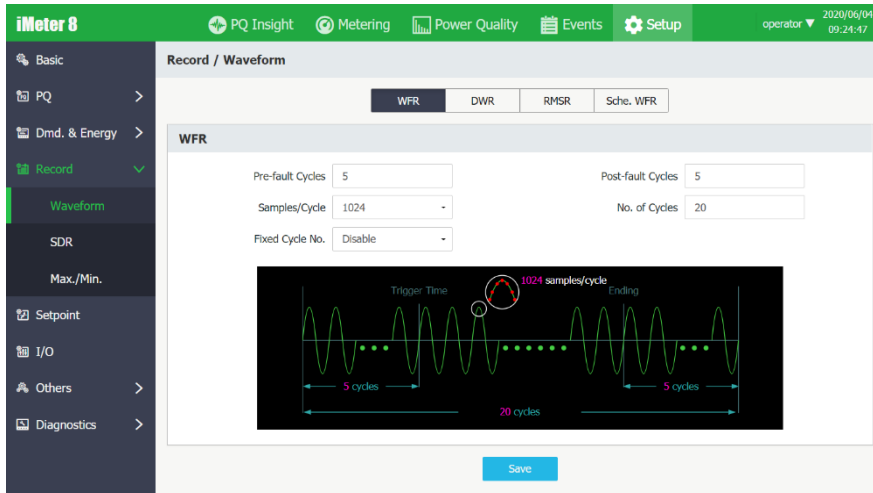 iMeter 8
PQ Insight
Metering
Power Quality
Events
Setup
operator ▼
2020/06/04
09:24:47
Basic
PQ
Dmd. & Energy
Record
Waveform
SDR
Max./Min.
Setpoint
I/O
Others
Diagnostics
Record / Waveform
WFR
DWR
RMSR
Sche. WFR
WFR
Pre-fault Cycles 5
Post-fault Cycles 5
Samples/Cycle 1024
No. of Cycles 20
Fixed Cycle No. Disable
1024 samples/cycle
Trigger Time
Ending
5 cycles
5 cycles
20 cycles
Save